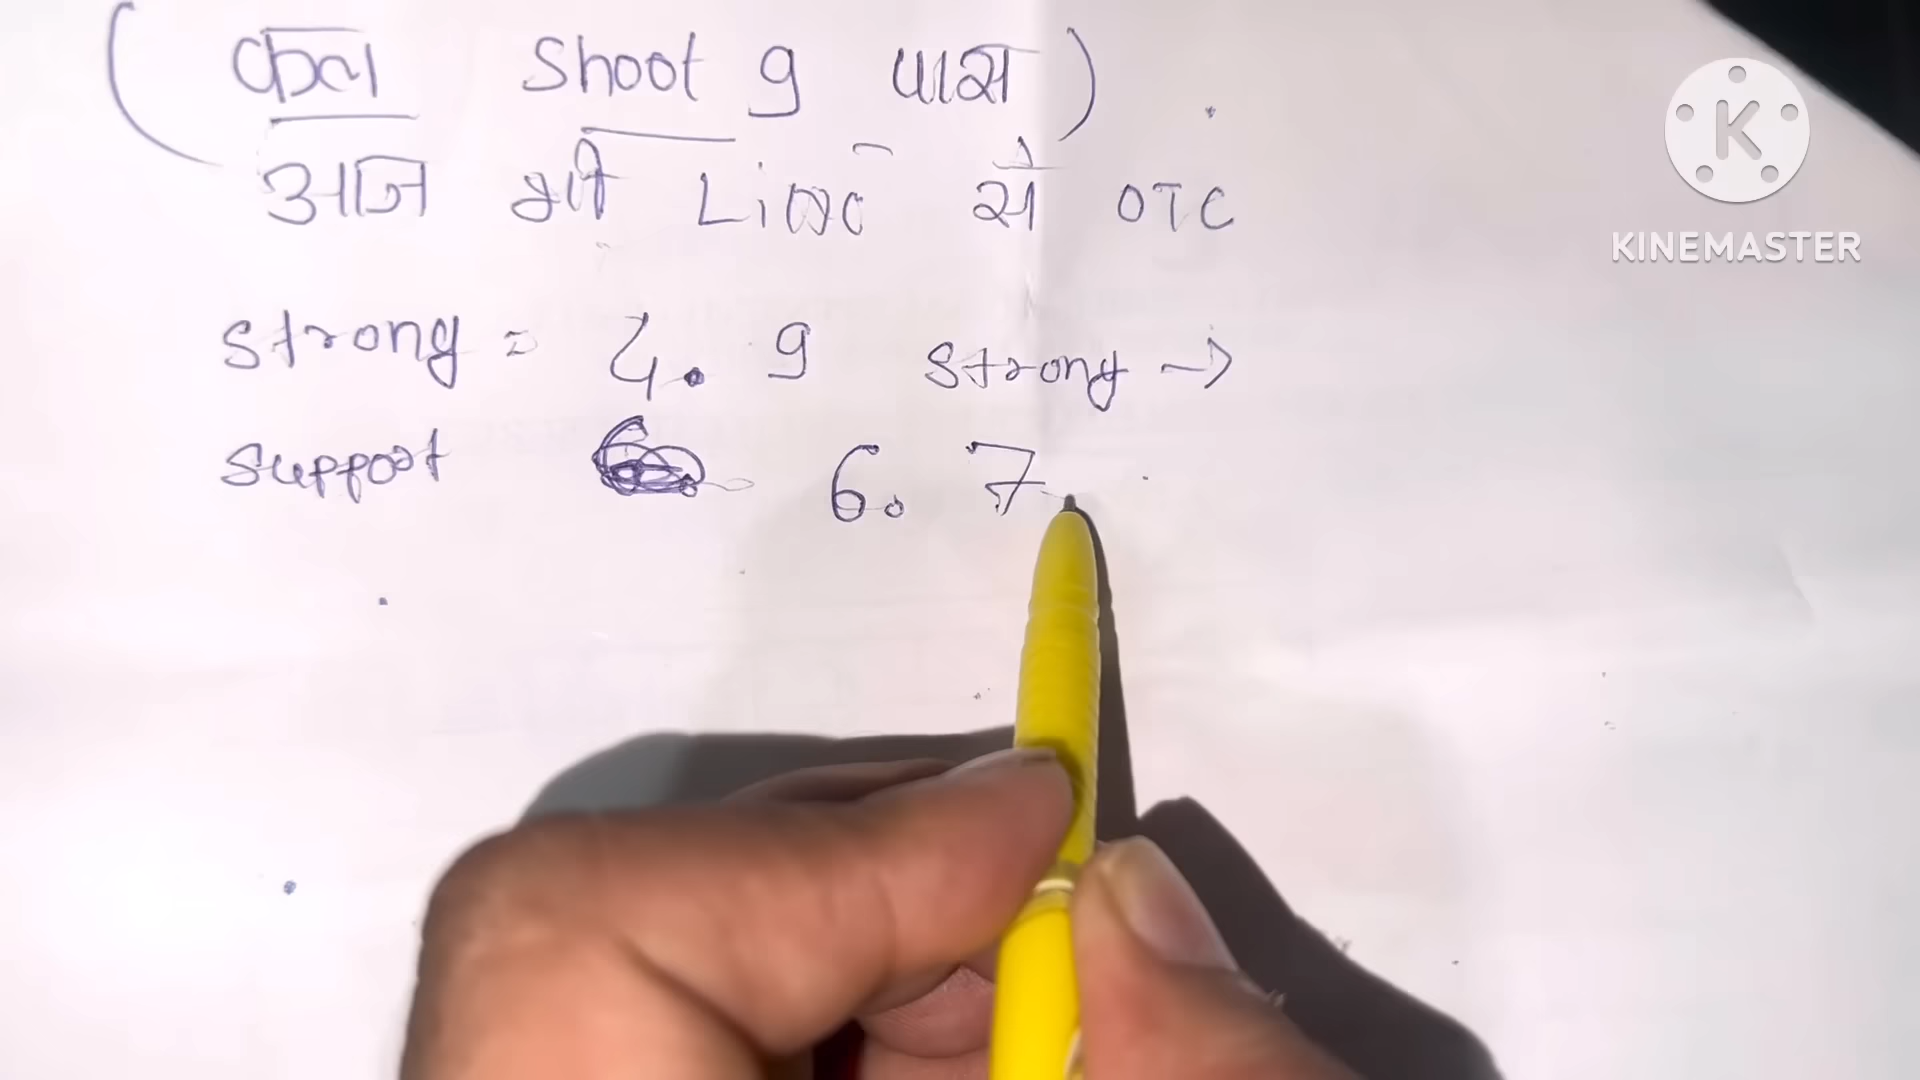 ( कल Shoot 9 पास )
आज भी Line से OTC
strong = 4. 9 strong →
support 6. 7
K
KINEMASTER